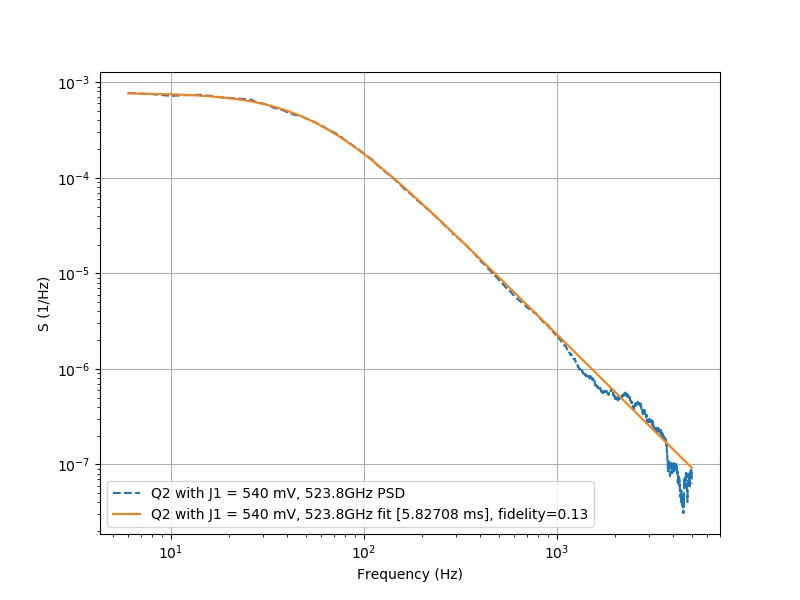 10⁻³
10⁻⁴
10⁻⁵
10⁻⁶
10⁻⁷
S (1/Hz)
Q2 with J1 = 540 mV, 523.8GHz PSD
Q2 with J1 = 540 mV, 523.8GHz fit [5.82708 ms], fidelity=0.13
10¹ 10² 10³
Frequency (Hz)